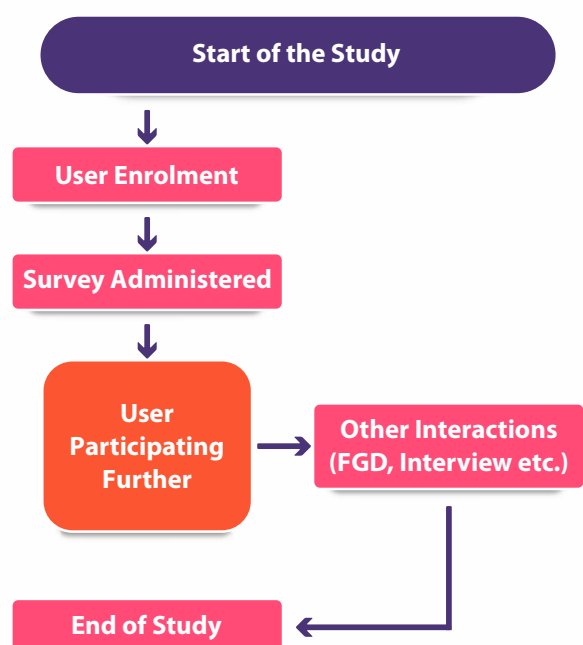 Start of the Study
User Enrolment
Survey Administered
User
Participating
Further
Other Interactions
(FGD, Interview etc.)
End of Study